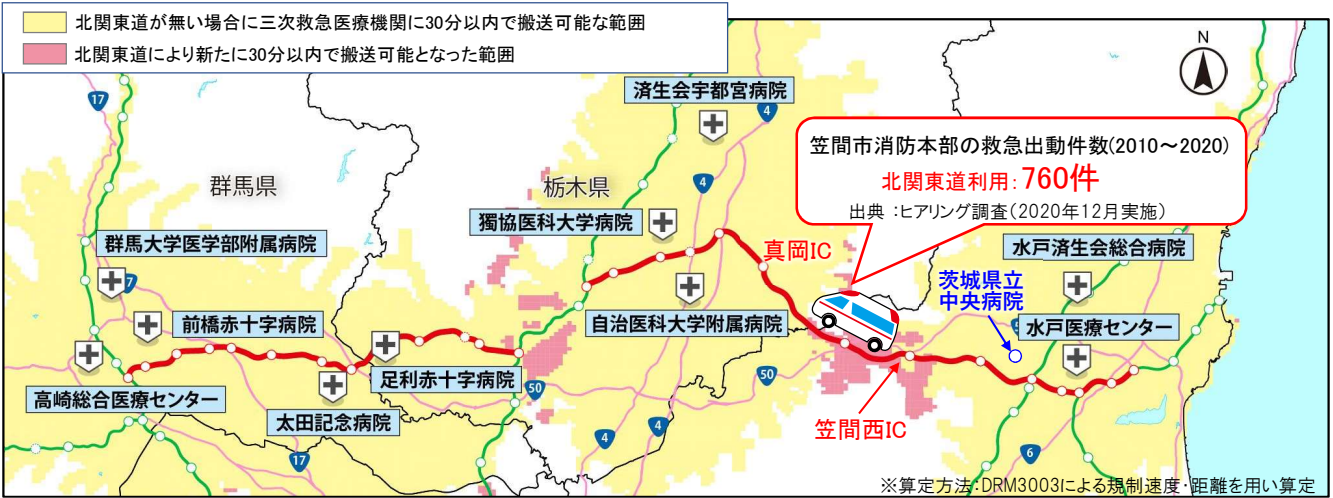 北関東道が無い場合に三次救急医療機関に30分以内で搬送可能な範囲
北関東道により新たに30分以内で搬送可能となった範囲
N
17
済生会宇都宮病院
4
笠間市消防本部の救急出動件数(2010～2020)
北関東道利用：760件
出典：ヒアリング調査(2020年12月実施)
群馬県
栃木県
4
獨協医科大学病院
群馬大学医学部附属病院
真岡IC
水戸済生会総合病院
茨城県立
中央病院
前橋赤十字病院
自治医科大学附属病院
水戸医療センター
足利赤十字病院
50
50
高崎総合医療センター
太田記念病院
笠間西IC
17
4
4
6
※算定方法：DRM3003による規制速度・距離を用い算定